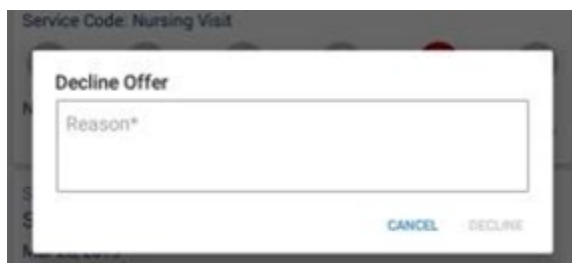 Service Code: Nursing Visit
Decline Offer
Reason*
CANCEL DECLINE